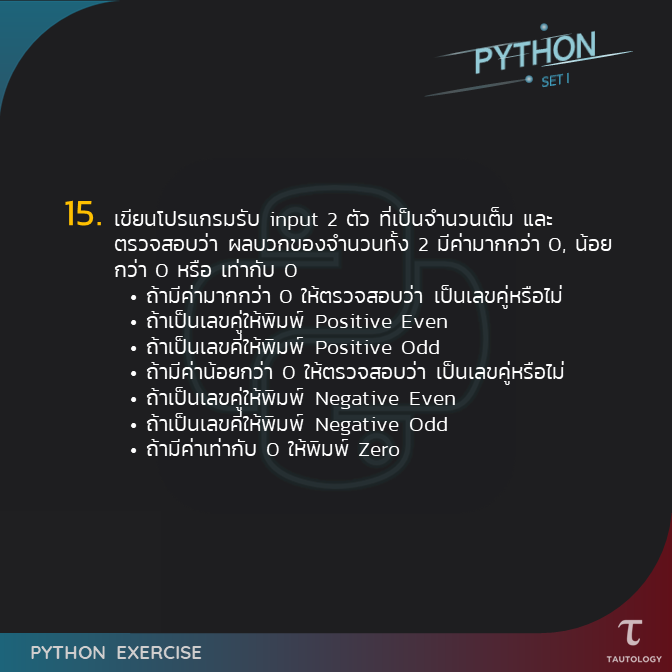 PYTHON
SET I
15. เขียนโปรแกรมรับ input 2 ตัว ที่เป็นจำนวนเต็ม และ
ตรวจสอบว่า ผลบวกของจำนวนทั้ง 2 มีค่ามากกว่า 0, น้อย
กว่า 0 หรือ เท่ากับ 0
• ถ้ามีค่ามากกว่า 0 ให้ตรวจสอบว่า เป็นเลขคู่หรือไม่
• ถ้าเป็นเลขคู่ให้พิมพ์ Positive Even
• ถ้าเป็นเลขคี่ให้พิมพ์ Positive Odd
• ถ้ามีค่าน้อยกว่า 0 ให้ตรวจสอบว่า เป็นเลขคู่หรือไม่
• ถ้าเป็นเลขคู่ให้พิมพ์ Negative Even
• ถ้าเป็นเลขคี่ให้พิมพ์ Negative Odd
• ถ้ามีค่าเท่ากับ 0 ให้พิมพ์ Zero
PYTHON EXERCISE
τ
TAUTOLOGY